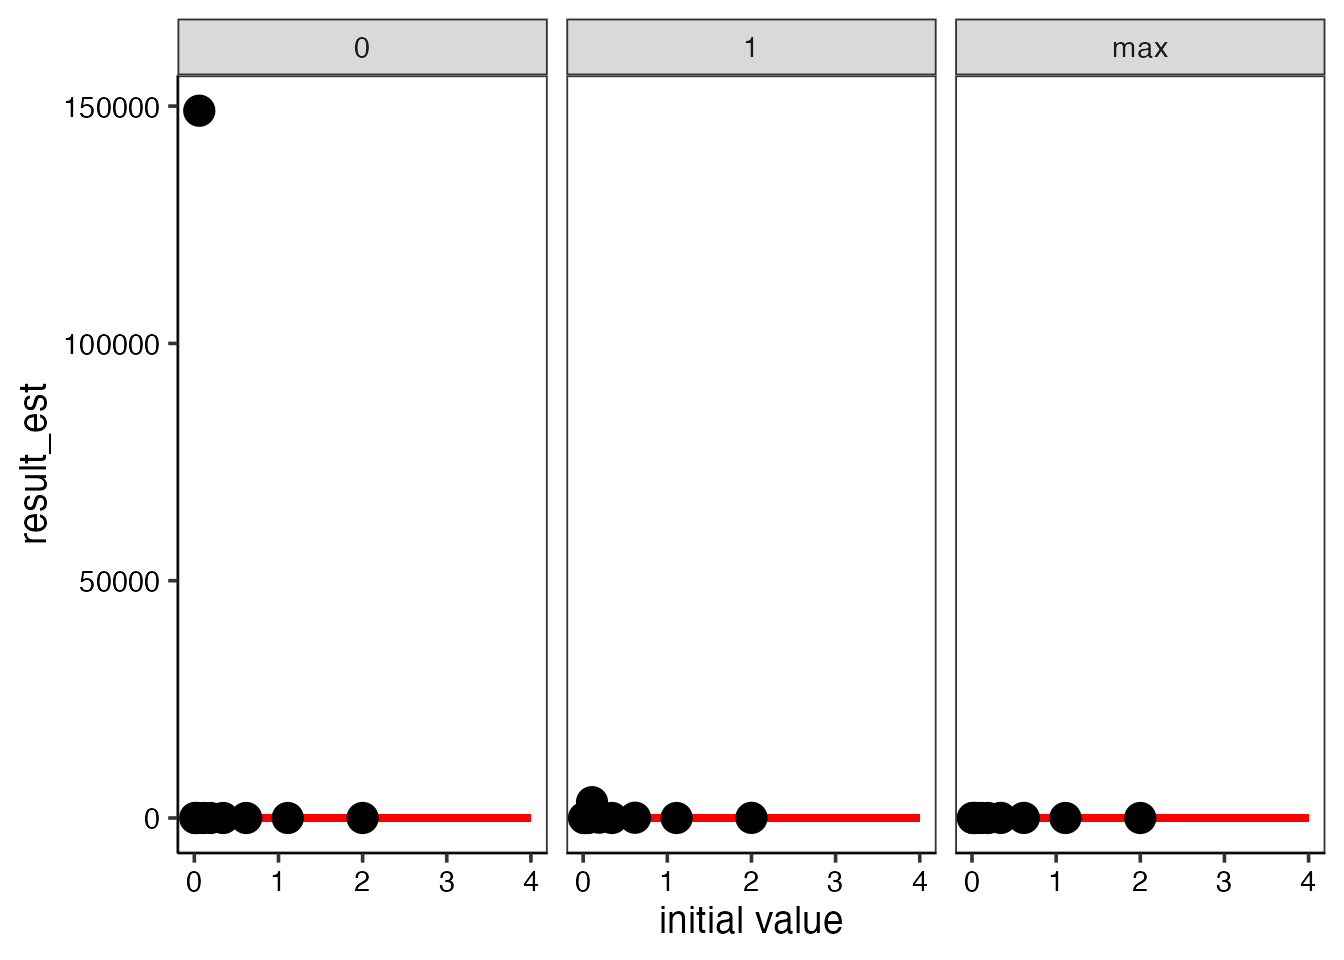 0 1 max
150000
100000
50000
0
result_est
0 1 2 3 4 0 1 2 3 4 0 1 2 3 4
initial value